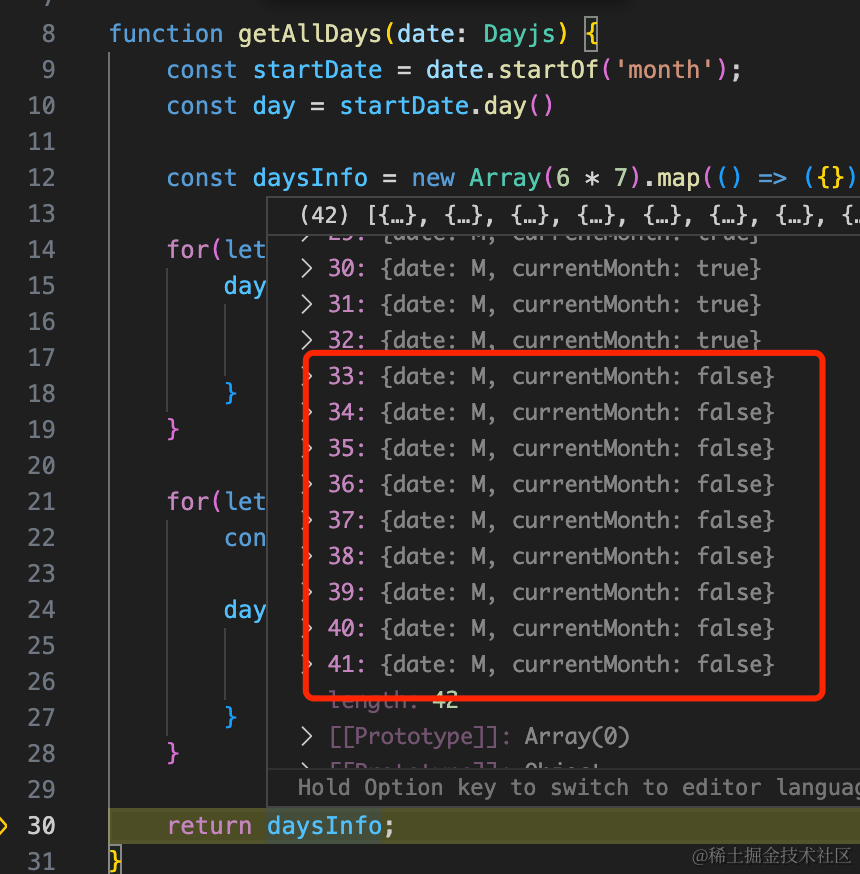 8 function getAllDays(date: Dayjs) {
9 const startDate = date.startOf('month');
10 const day = startDate.day()
11
12 const daysInfo = new Array(6 * 7).map(() => ({})
13 (42) [{…}, {…}, {…}, {…}, {…}, {…}, {…}, {…
29: {date: M, currentMonth: true}
14 for(let
> 30: {date: M, currentMonth: true}
15 day
> 31: {date: M, currentMonth: true}
16
> 32: {date: M, currentMonth: true}
17
> 33: {date: M, currentMonth: false}
18 }
> 34: {date: M, currentMonth: false}
19 }
> 35: {date: M, currentMonth: false}
20
> 36: {date: M, currentMonth: false}
21 for(let
> 37: {date: M, currentMonth: false}
22 con
> 38: {date: M, currentMonth: false}
23
> 39: {date: M, currentMonth: false}
24 day
> 40: {date: M, currentMonth: false}
25
> 41: {date: M, currentMonth: false}
26
length: 42
27 }
> [[Prototype]]: Array(0)
28 }
[[Prototype]]: Object
29 Hold Option key to switch to editor languag
30 return daysInfo;
31 }
@稀土掘金技术社区